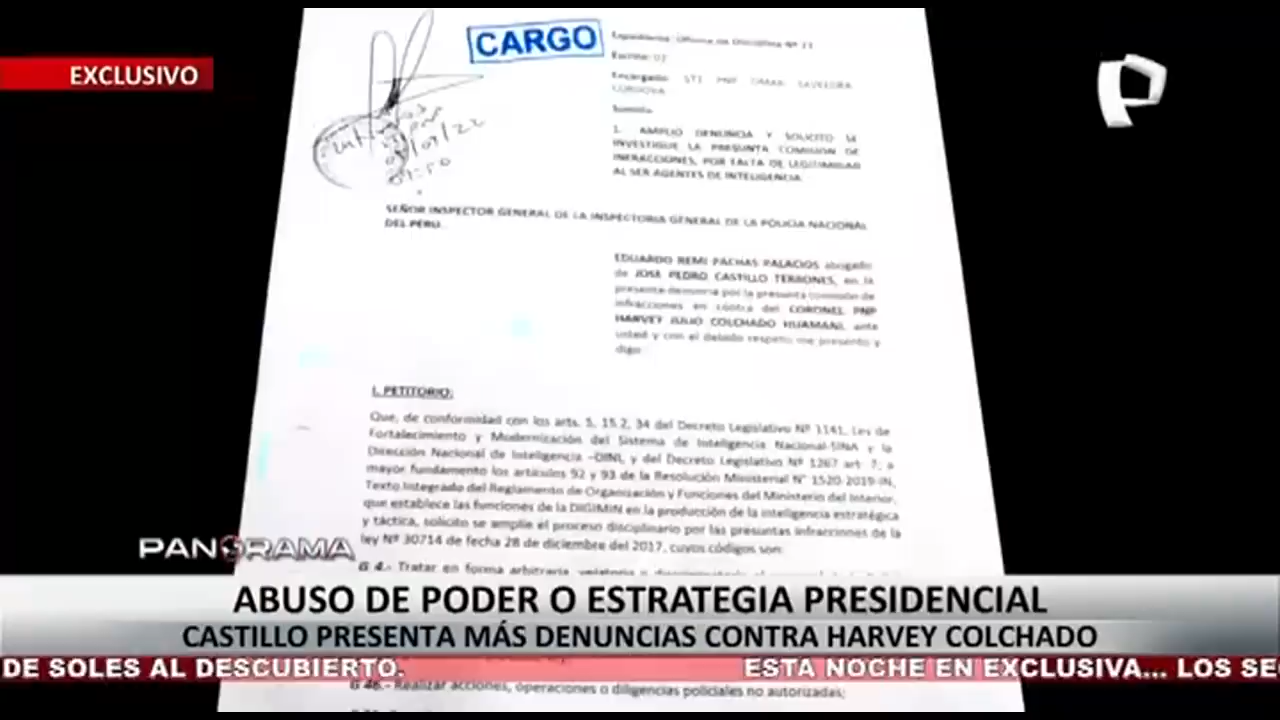 EXCLUSIVO
P
CARGO
Expediente: Oficina de Disciplina Nº 11
Escrito: 02
Encargado: ST1 PNP OMAR SAVEDRA
CORDOVA
Sumilla:
1. AMPLIO DENUNCIA Y SOLICITO SE
INVESTIGUE LA PRESUNTA COMISION DE
INFRACCIONES, POR FALTA DE LEGITIMIDAD
AL SER AGENTES DE INTELIGENCIA
SEÑOR INSPECTOR GENERAL DE LA INSPECTORIA GENERAL DE LA POLICIA NACIONAL
DEL PERU.
EDUARDO REMI PACHAS PALACIOS abogado
de JOSE PEDRO CASTILLO TERRONES, en la
presente denuncia por la presunta comisión de
infracciones en contra del CORONEL PNP
HARVEY JULIO COLCHADO HUAMANI, ante
usted y con el debido respeto me presento y
digo:
I. PETITORIO:
Que, de conformidad con los arts. 5, 15.2, 34 del Decreto Legislativo Nº 1141, Ley de
Fortalecimiento y Modernización del Sistema de Inteligencia Nacional-SINA y la
Dirección Nacional de Inteligencia –DINI, y del Decreto Legislativo Nº 1267 art. 7; a
mayor fundamento los artículos 92 y 93 de la Resolución Ministerial N° 1520-2019-IN,
Texto Integrado del Reglamento de Organización y Funciones del Ministerio del Interior,
que establece las funciones de la DIGIMIN en la producción de la inteligencia estratégica
y táctica, solicito se amplie el proceso disciplinario por las presuntas infracciones de la
ley Nº 30714 de fecha 28 de diciembre del 2017, cuyos códigos son:
G 4.- Tratar en forma arbitraria,
PANORAMA
ABUSO DE PODER O ESTRATEGIA PRESIDENCIAL
CASTILLO PRESENTA MÁS DENUNCIAS CONTRA HARVEY COLCHADO
DE SOLES AL DESCUBIERTO. ESTA NOCHE EN EXCLUSIVA... LOS SE
G 46.- Realizar acciones, operaciones o diligencias policiales no autorizadas;